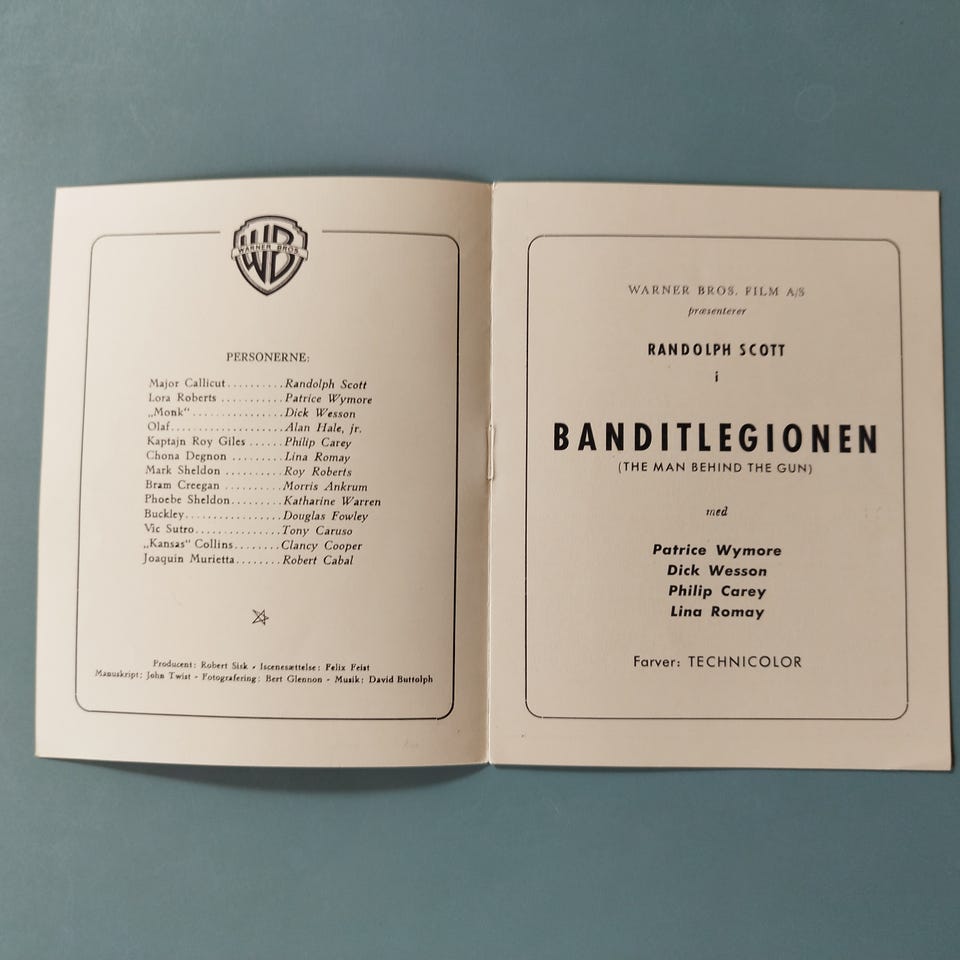 WB
WARNER BROS.
PERSONERNE:
Major Callicut..........Randolph Scott
Lora Roberts ..........Patrice Wymore
„Monk“................Dick Wesson
Olaf....................Alan Hale, jr.
Kaptajn Roy Giles ......Philip Carey
Chona Degnon .........Lina Romay
Mark Sheldon ..........Roy Roberts
Bram Creegan ..........Morris Ankrum
Phoebe Sheldon.........Katharine Warren
Buckley.................Douglas Fowley
Vic Sutro...............Tony Caruso
„Kansas“ Collins........Clancy Cooper
Joaquin Murietta........Robert Cabal
Producent: Robert Sisk - Iscenesættelse: Felix Feist
Manuskript: John Twist - Fotografering: Bert Glennon - Musik: David Buttolph
WARNER BROS. FILM A/S
præsenterer
RANDOLPH SCOTT
i
BANDITLEGIONEN
(THE MAN BEHIND THE GUN)
med
Patrice Wymore
Dick Wesson
Philip Carey
Lina Romay
Farver: TECHNICOLOR